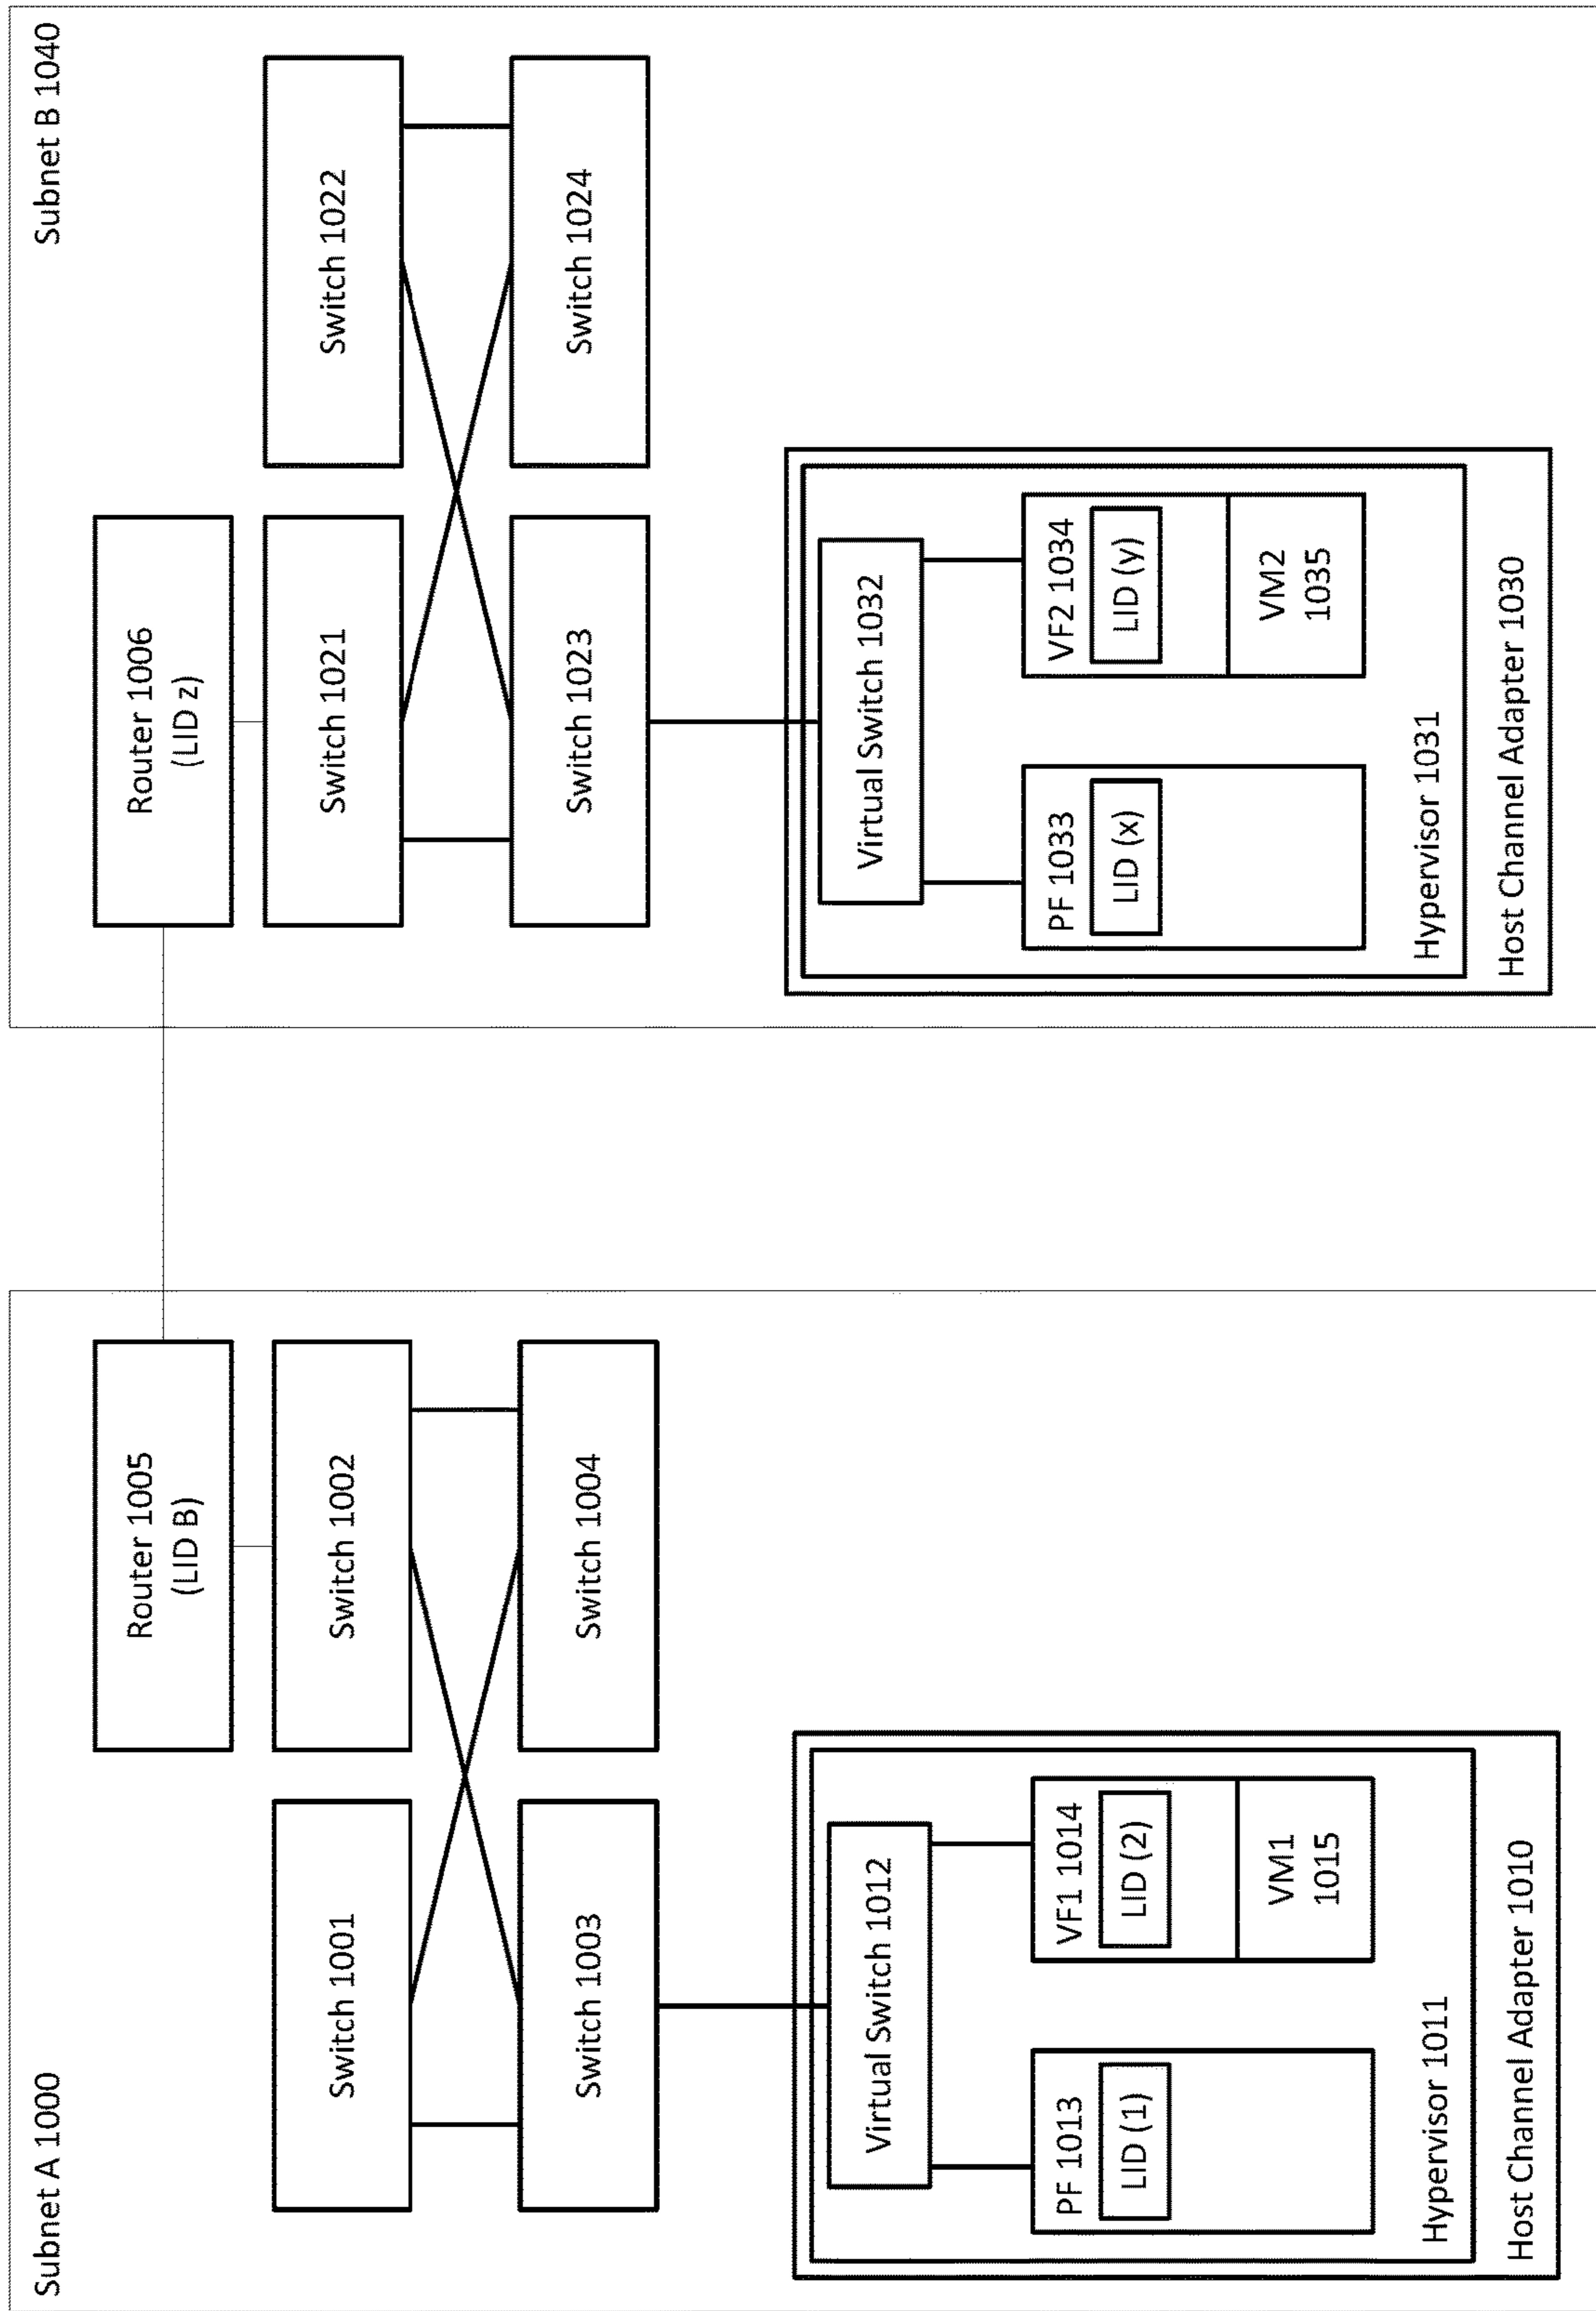 Subnet A 1000
Router 1005
(LID B)
Switch 1001
Switch 1002
Switch 1003
Switch 1004
Virtual Switch 1012
PF 1013
LID (1)
VF1 1014
LID (2)
VM1
1015
Hypervisor 1011
Host Channel Adapter 1010
Subnet B 1040
Router 1006
(LID z)
Switch 1021
Switch 1022
Switch 1023
Switch 1024
Virtual Switch 1032
PF 1033
LID (x)
VF2 1034
LID (y)
VM2
1035
Hypervisor 1031
Host Channel Adapter 1030